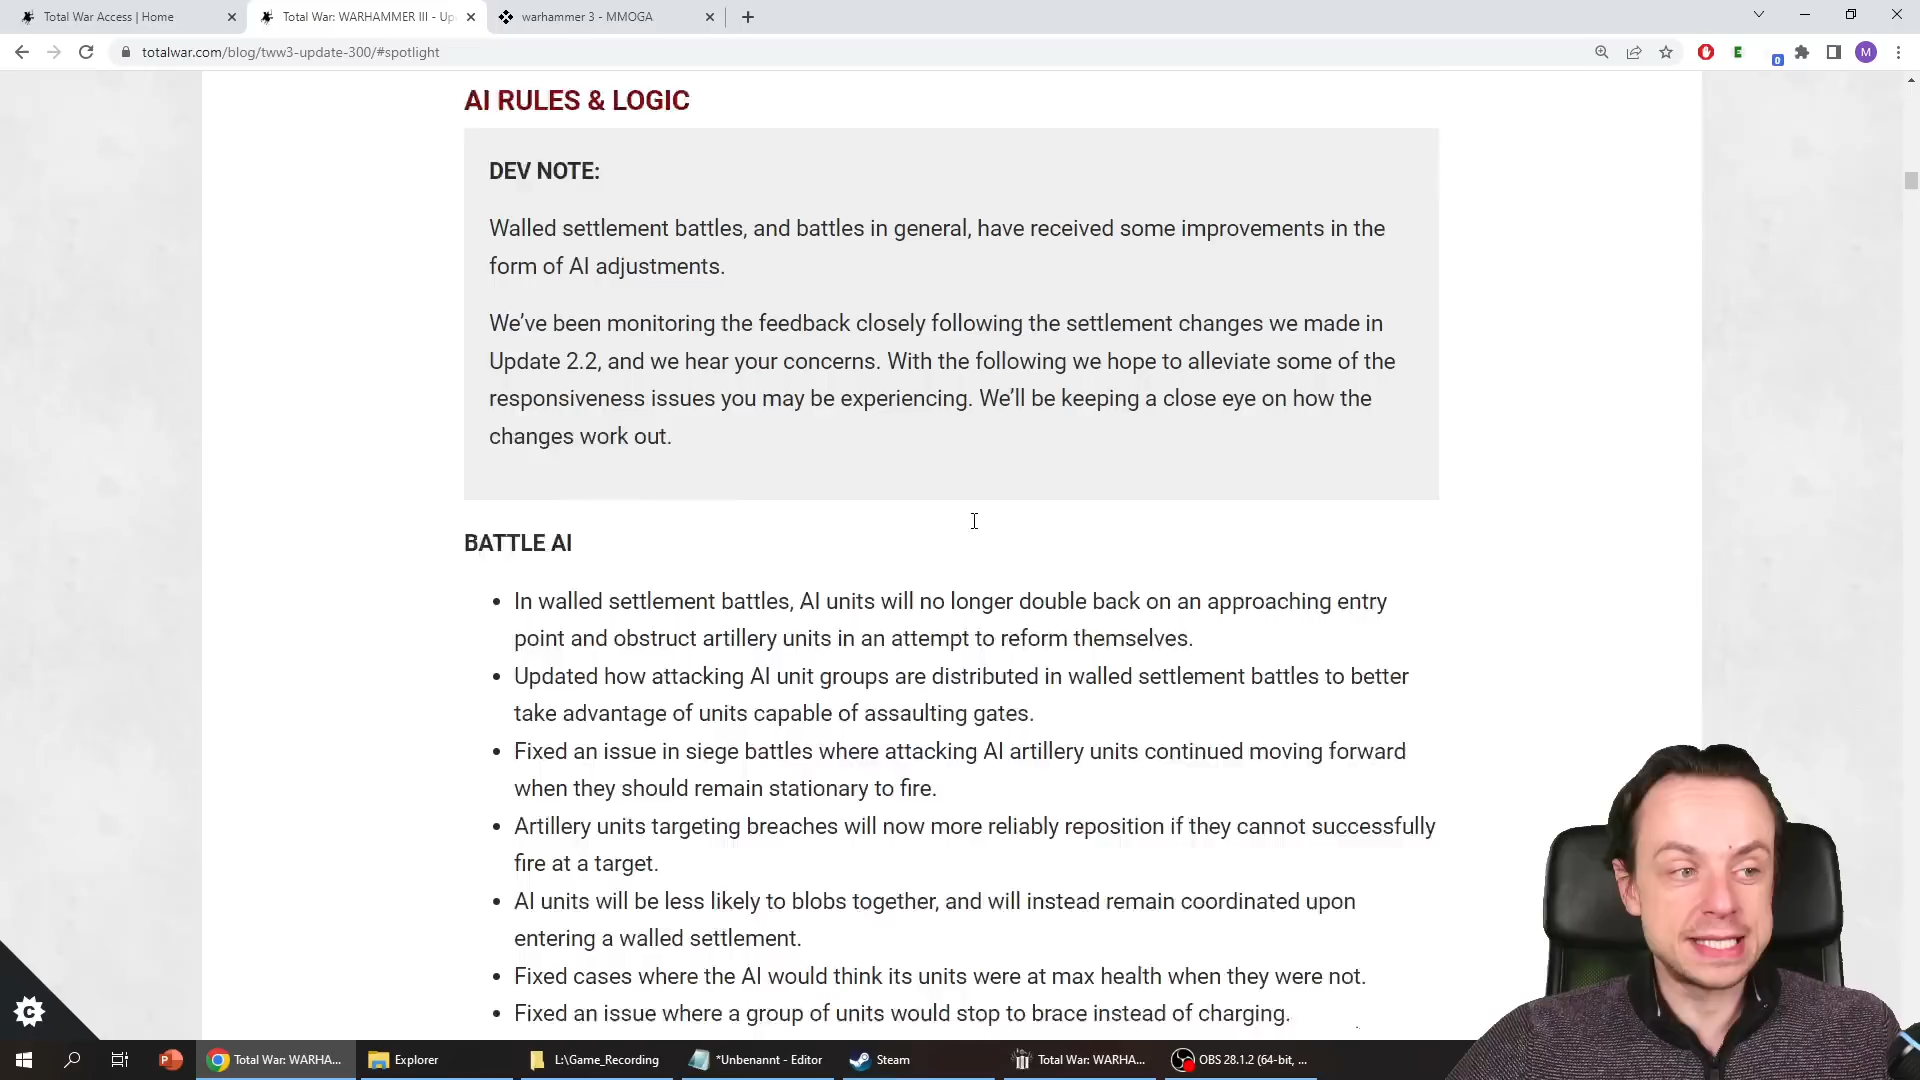 Total War Access | Home
Total War: WARHAMMER III - Up
warhammer 3 - MMOGA
totalwar.com/blog/tww3-update-300/#spotlight
M
0
AI RULES & LOGIC
DEV NOTE:
Walled settlement battles, and battles in general, have received some improvements in the
form of AI adjustments.
We've been monitoring the feedback closely following the settlement changes we made in
Update 2.2, and we hear your concerns. With the following we hope to alleviate some of the
responsiveness issues you may be experiencing. We'll be keeping a close eye on how the
changes work out.
BATTLE AI
• In walled settlement battles, AI units will no longer double back on an approaching entry
point and obstruct artillery units in an attempt to reform themselves.
• Updated how attacking AI unit groups are distributed in walled settlement battles to better
take advantage of units capable of assaulting gates.
• Fixed an issue in siege battles where attacking AI artillery units continued moving forward
when they should remain stationary to fire.
• Artillery units targeting breaches will now more reliably reposition if they cannot successfully
fire at a target.
• AI units will be less likely to blobs together, and will instead remain coordinated upon
entering a walled settlement.
• Fixed cases where the AI would think its units were at max health when they were not.
• Fixed an issue where a group of units would stop to brace instead of charging.
C
Total War: WARHA...
Explorer
L:\Game_Recording
*Unbenannt - Editor
Steam
Total War: WARHA...
OBS 28.1.2 (64-bit, ...